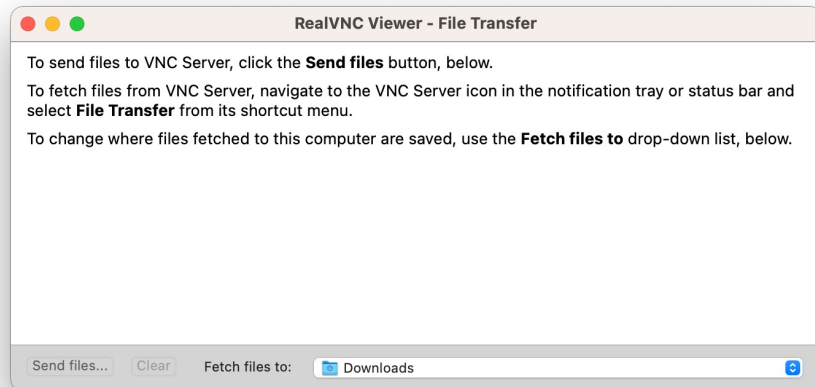 RealVNC Viewer - File Transfer
To send files to VNC Server, click the Send files button, below.
To fetch files from VNC Server, navigate to the VNC Server icon in the notification tray or status bar and
select File Transfer from its shortcut menu.
To change where files fetched to this computer are saved, use the Fetch files to drop-down list, below.
Send files... Clear Fetch files to: Downloads